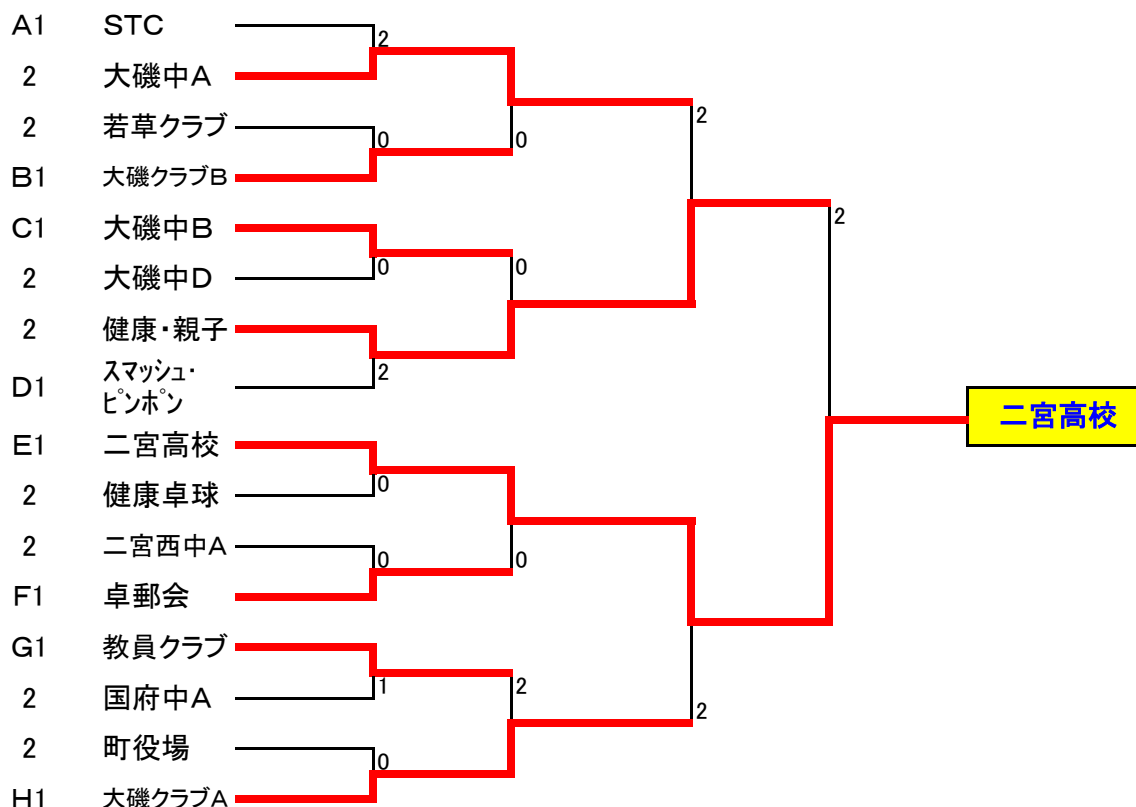 A1 STC
2
2 大磯中A
2 若草クラブ 2
0 0
B1 大磯クラブB
C1 大磯中B
2
0 0
2 大磯中D
2 健康・親子
2
D1 スマッシュ・
ピンポン
二宮高校
E1 二宮高校
0
2 健康卓球
2 二宮西中A
0 0
F1 卓郵会
G1 教員クラブ
1 2
2 国府中A
2
2 町役場
0
H1 大磯クラブA